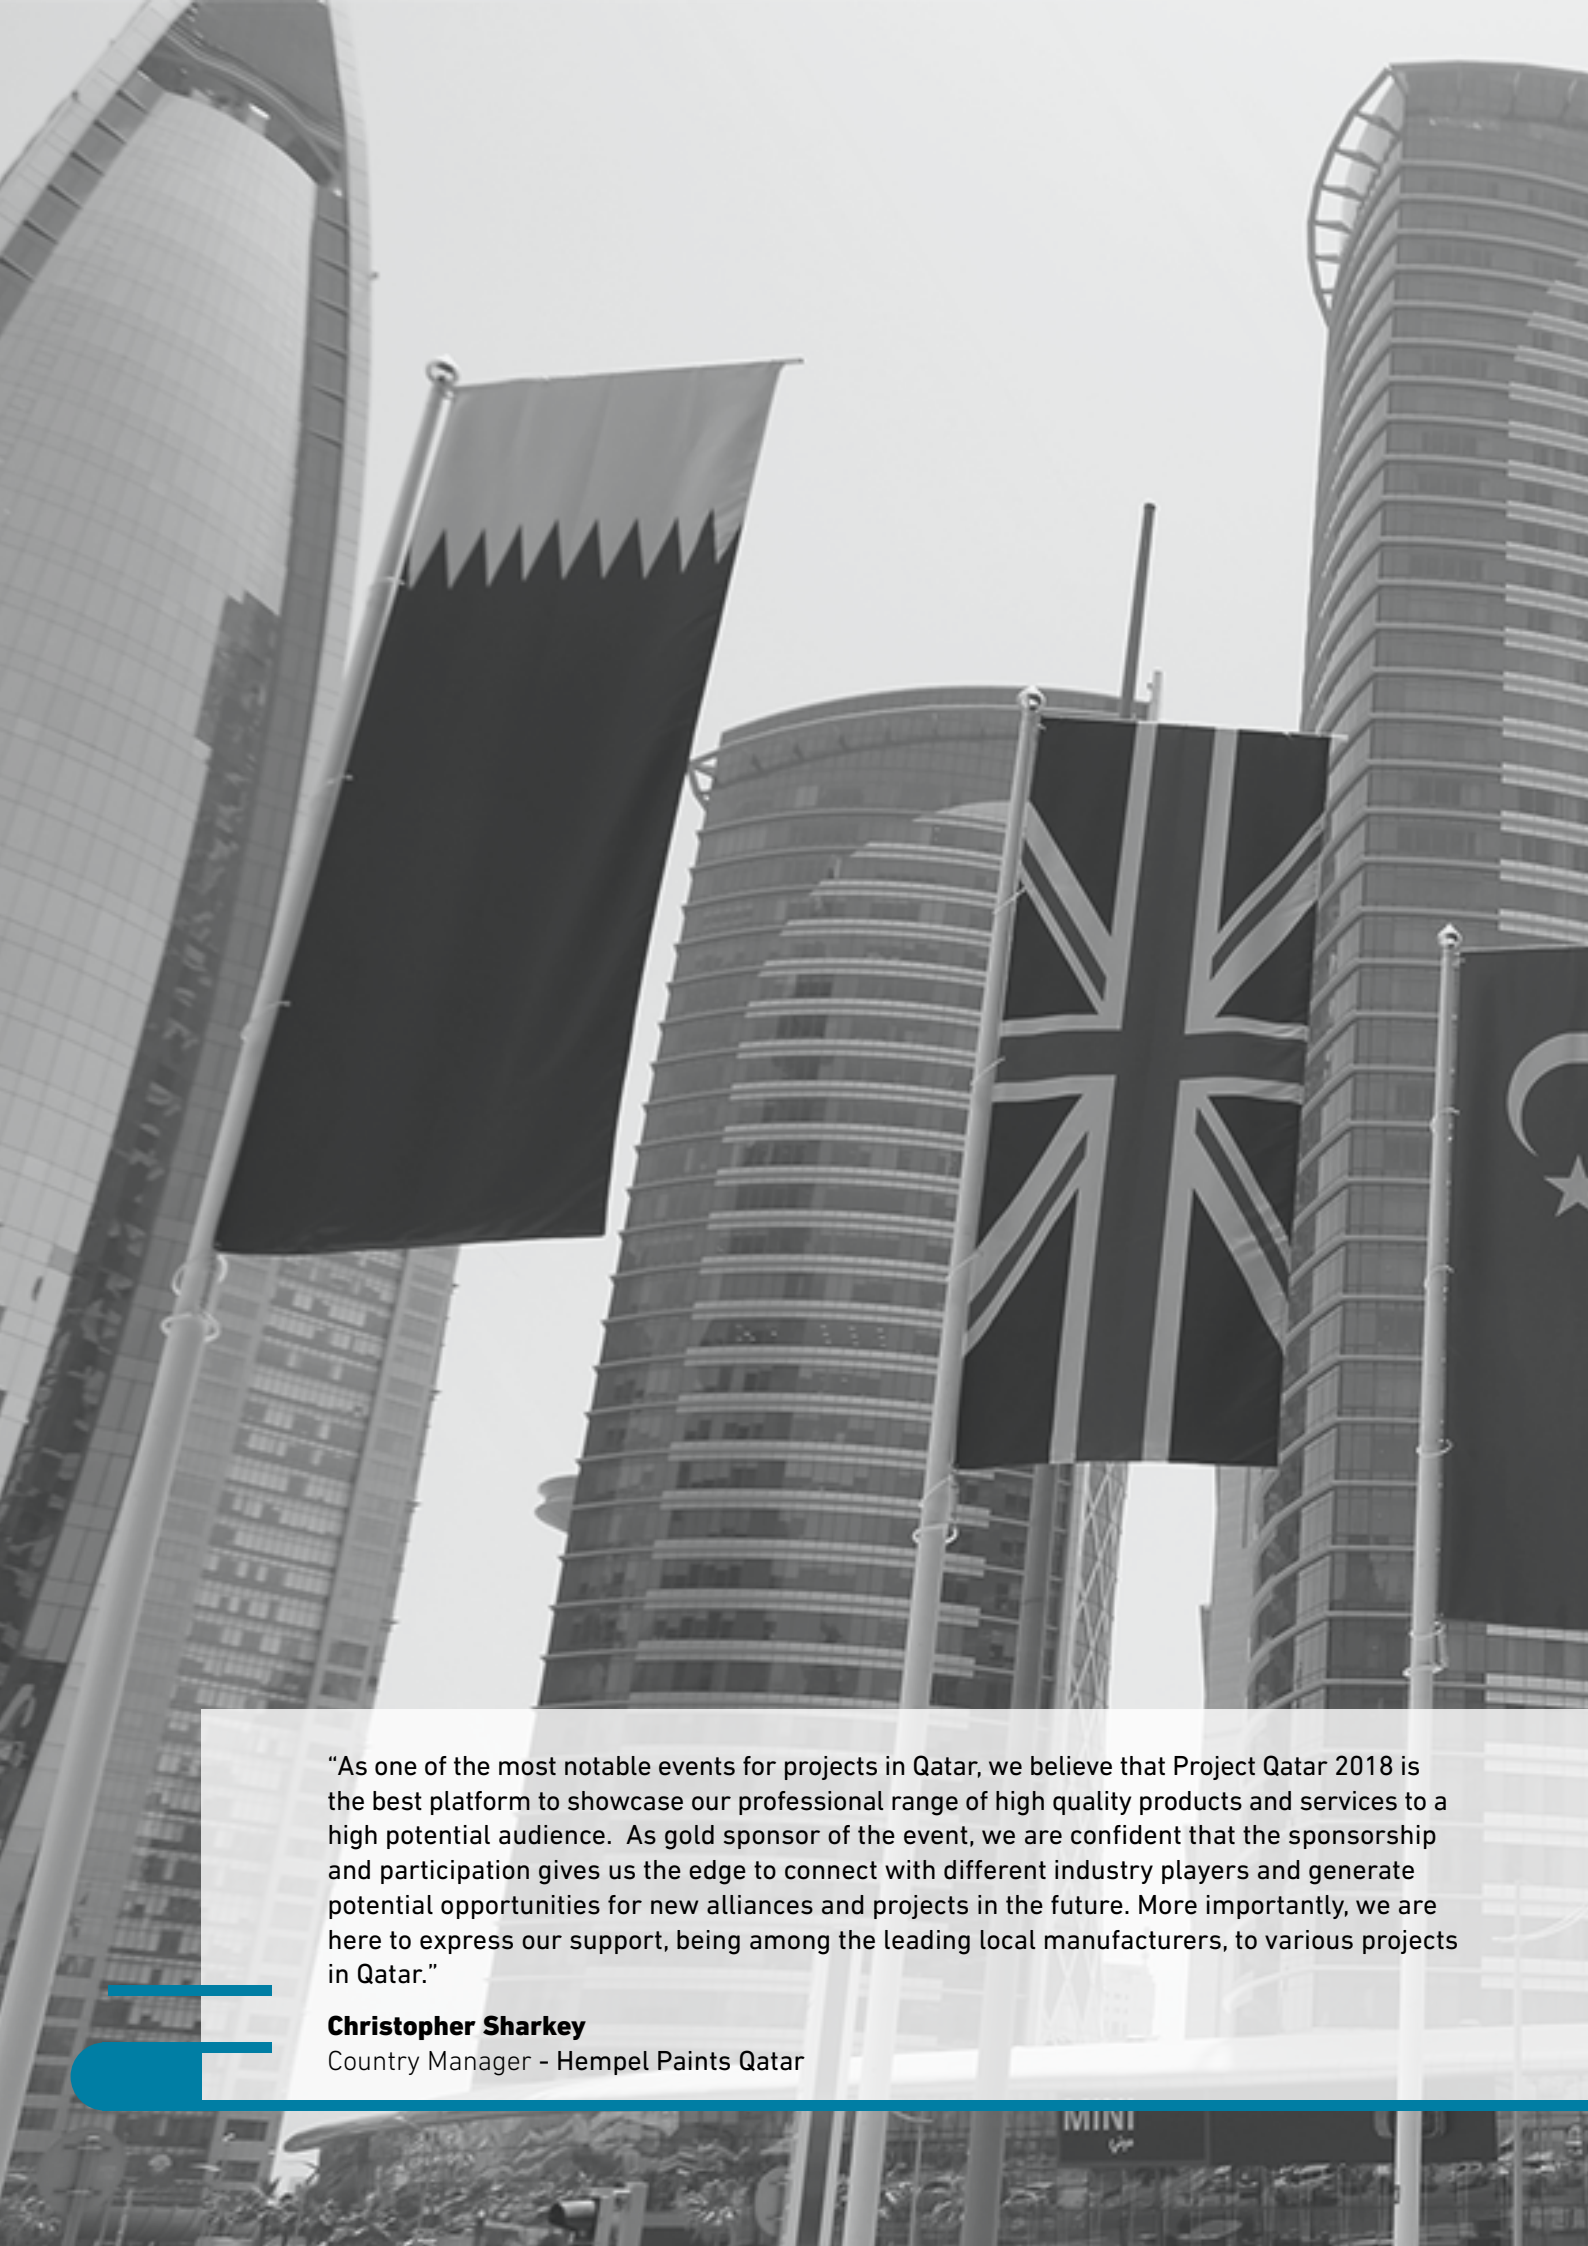 “As one of the most notable events for projects in Qatar, we believe that Project Qatar 2018 is
the best platform to showcase our professional range of high quality products and services to a
high potential audience.  As gold sponsor of the event, we are confident that the sponsorship
and participation gives us the edge to connect with different industry players and generate
potential opportunities for new alliances and projects in the future. More importantly, we are
here to express our support, being among the leading local manufacturers, to various projects
in Qatar.”
Christopher Sharkey
Country Manager - Hempel Paints Qatar
MINI